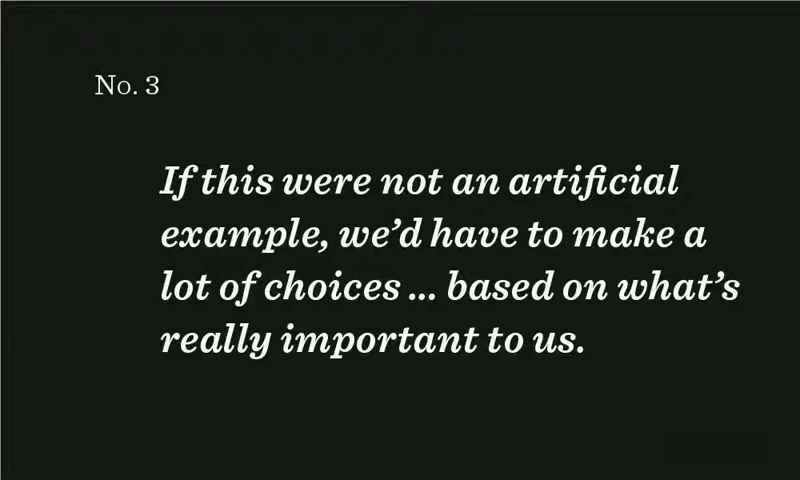 No. 3
If this were not an artificial
example, we’d have to make a
lot of choices ... based on what’s
really important to us.